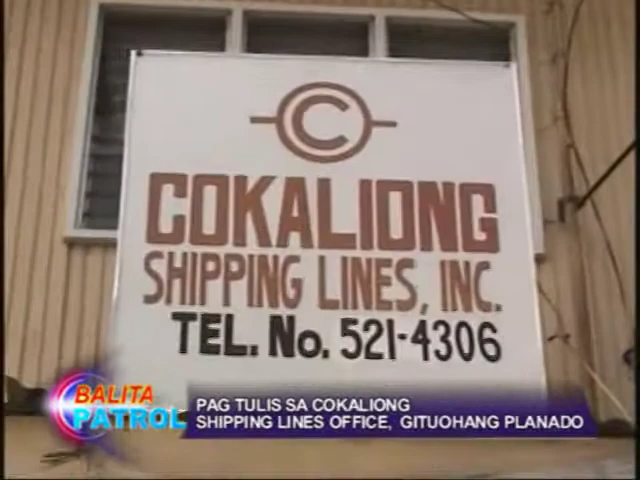 C
COKALIONG
SHIPPING LINES, INC.
TEL. No. 521-4306
BALITA
PATROL
PAG TULIS SA COKALIONG
SHIPPING LINES OFFICE, GITUOHANG PLANADO